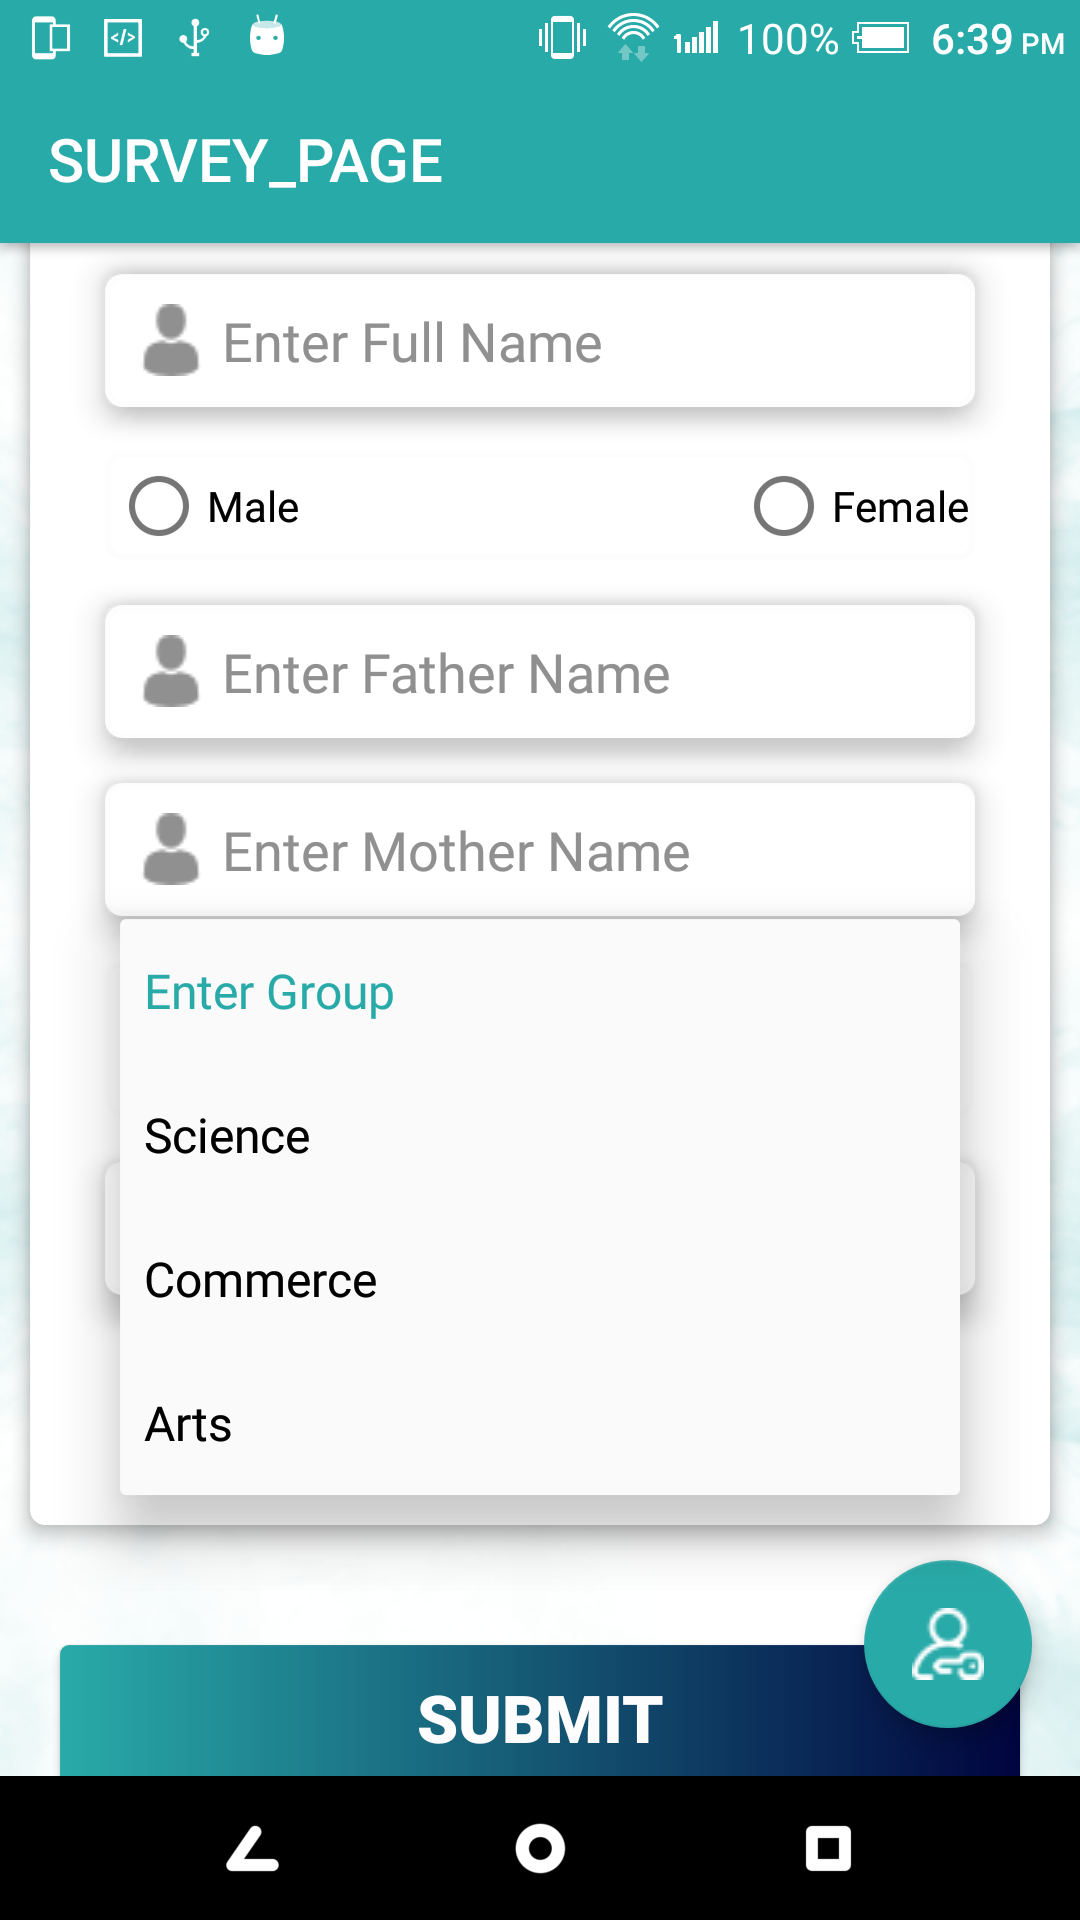 100% 6:39 PM
SURVEY_PAGE
Enter Full Name
Male Female
Enter Father Name
Enter Mother Name
Enter Group
Science
Commerce
Arts
SUBMIT